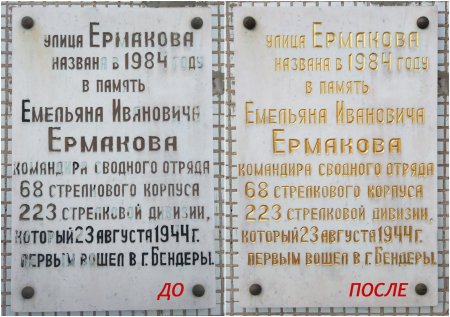 улица Ермакова
названа в 1984 году
в память
Емельяна Ивановича
Ермакова
командира сводного отряда
68 стрелкового корпуса
223 стрелковой дивизии,
который 23 августа 1944 г.
первым вошел в г. Бендеры.
ДО
улица Ермакова
названа в 1984 году
в память
Емельяна Ивановича
Ермакова
командира сводного отряда
68 стрелкового корпуса
223 стрелковой дивизии,
который 23 августа 1944 г.
первым вошел в г. Бендеры.
ПОСЛЕ